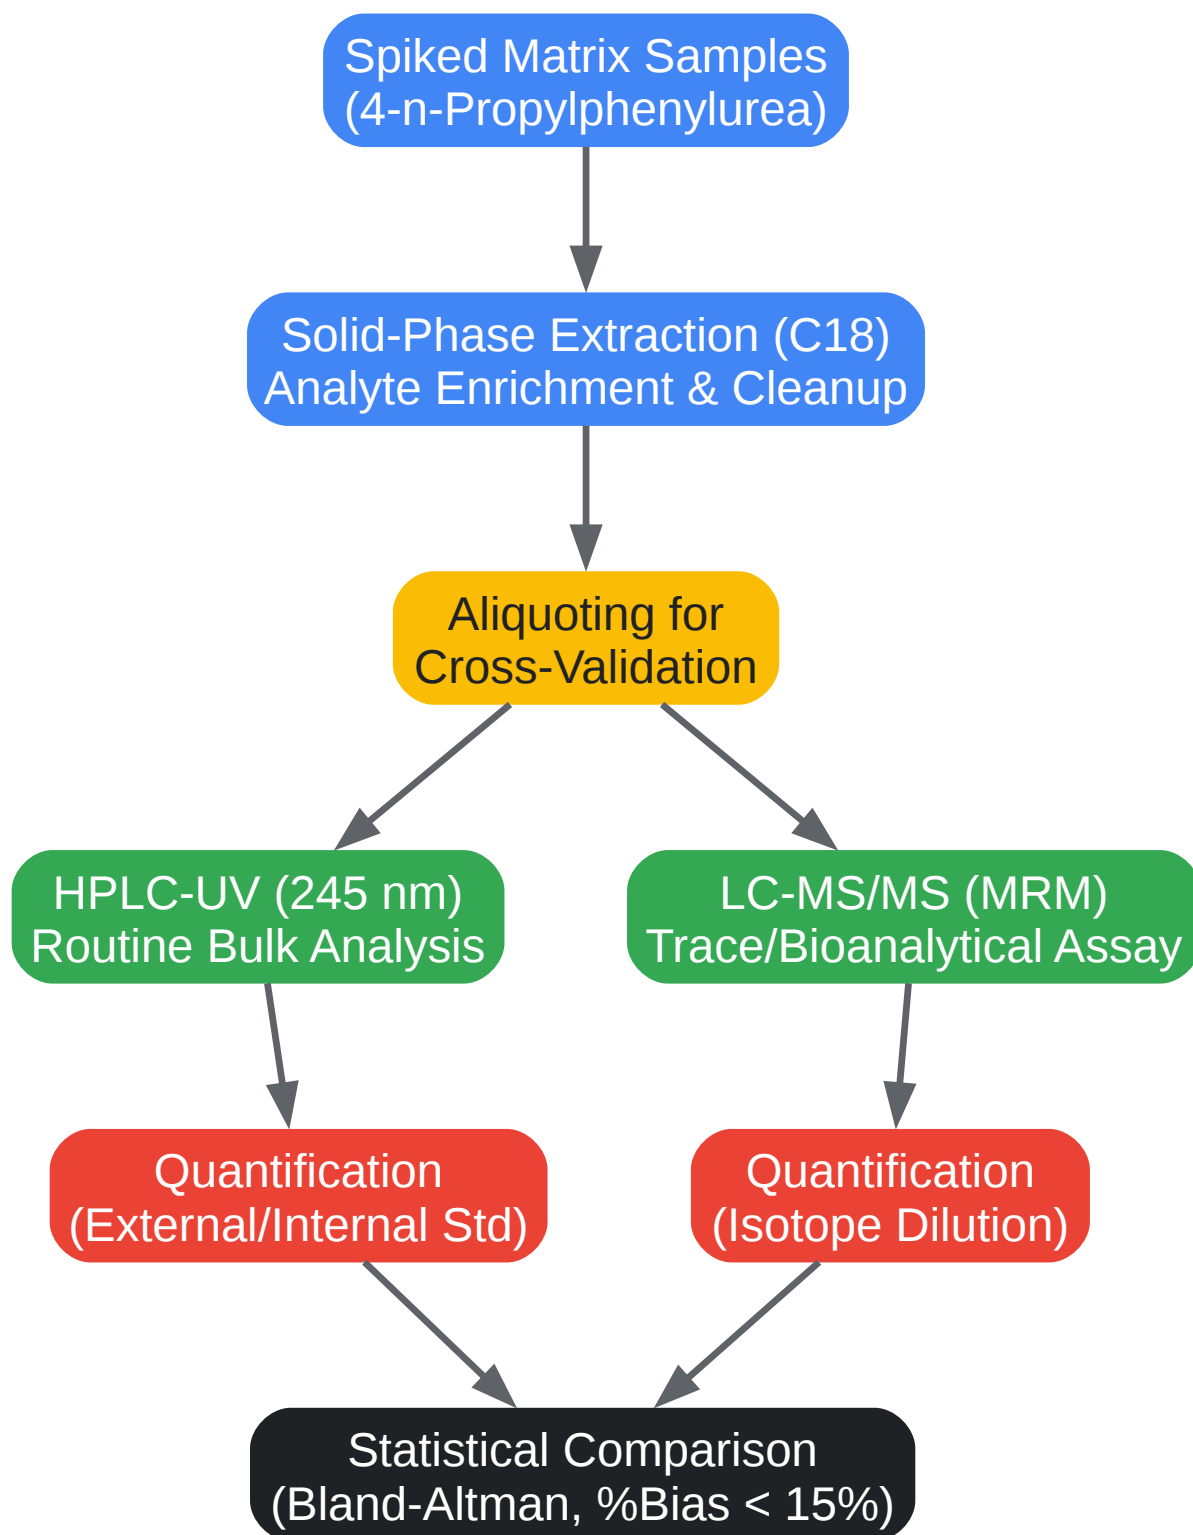 Spiked Matrix Samples
(4-n-Propylphenylurea)
Solid-Phase Extraction (C18)
Analyte Enrichment & Cleanup
Aliquoting for
Cross-Validation
HPLC-UV (245 nm)
Routine Bulk Analysis
LC-MS/MS (MRM)
Trace/Bioanalytical Assay
Quantification
(External/Internal Std)
Quantification
(Isotope Dilution)
Statistical Comparison
(Bland-Altman, %Bias < 15%)